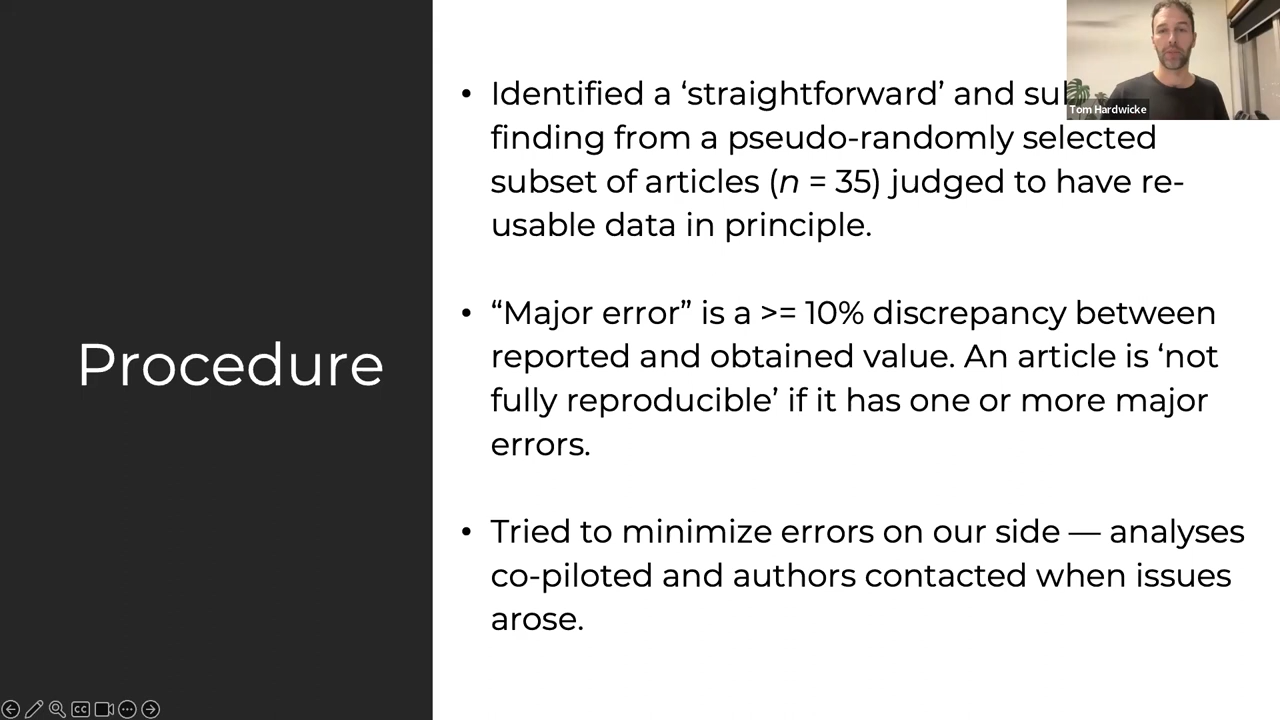 Procedure
• Identified a ‘straightforward’ and
finding from a pseudo-randomly selected
subset of articles (n = 35) judged to have re-
usable data in principle.
• “Major error” is a >= 10% discrepancy between
reported and obtained value. An article is ‘not
fully reproducible’ if it has one or more major
errors.
• Tried to minimize errors on our side — analyses
co-piloted and authors contacted when issues
arose.
Tom Hardwicke
CC